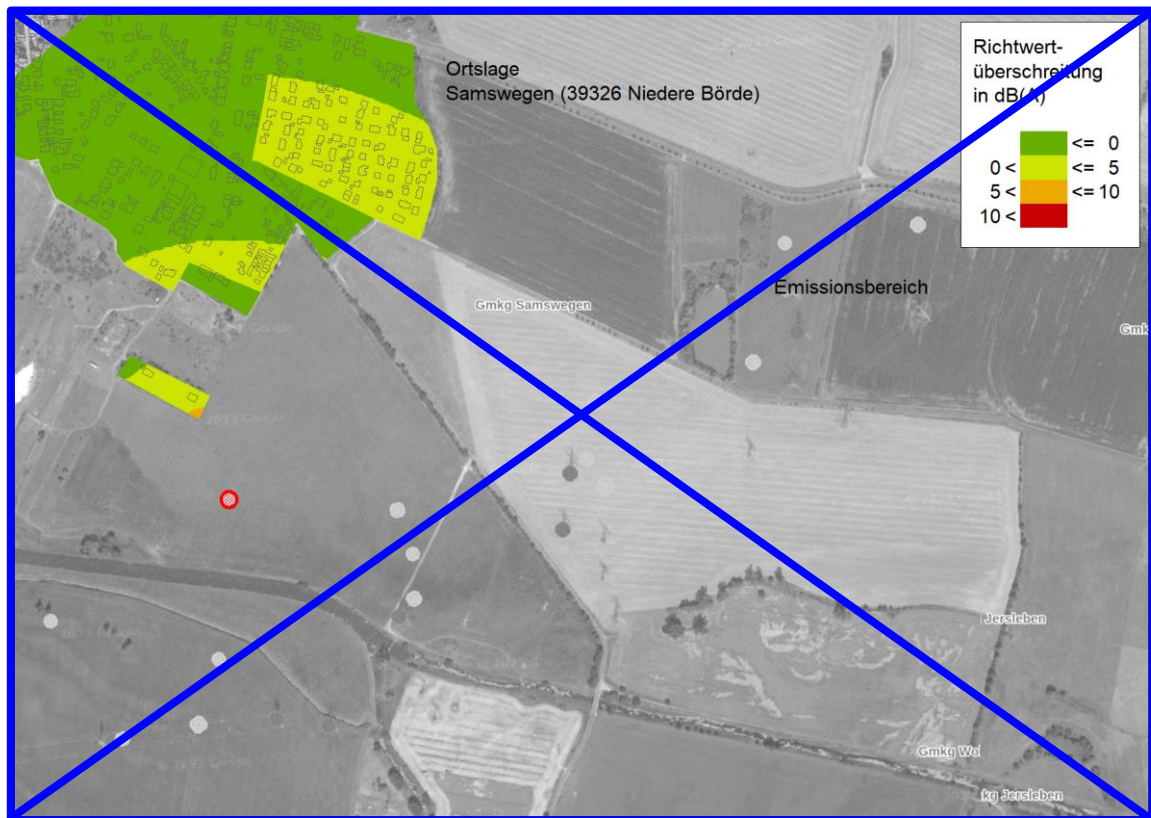 Ortslage
Samswegen (39326 Niedere Börde)
Richtwert-
überschreitung
in dB(A)
<= 0
0 < <= 5
5 < <= 10
10 <
Emissionsbereich
Gmkg Samswegen
Gmk
Jersleben
Gmkg Wo
kg Jersleben